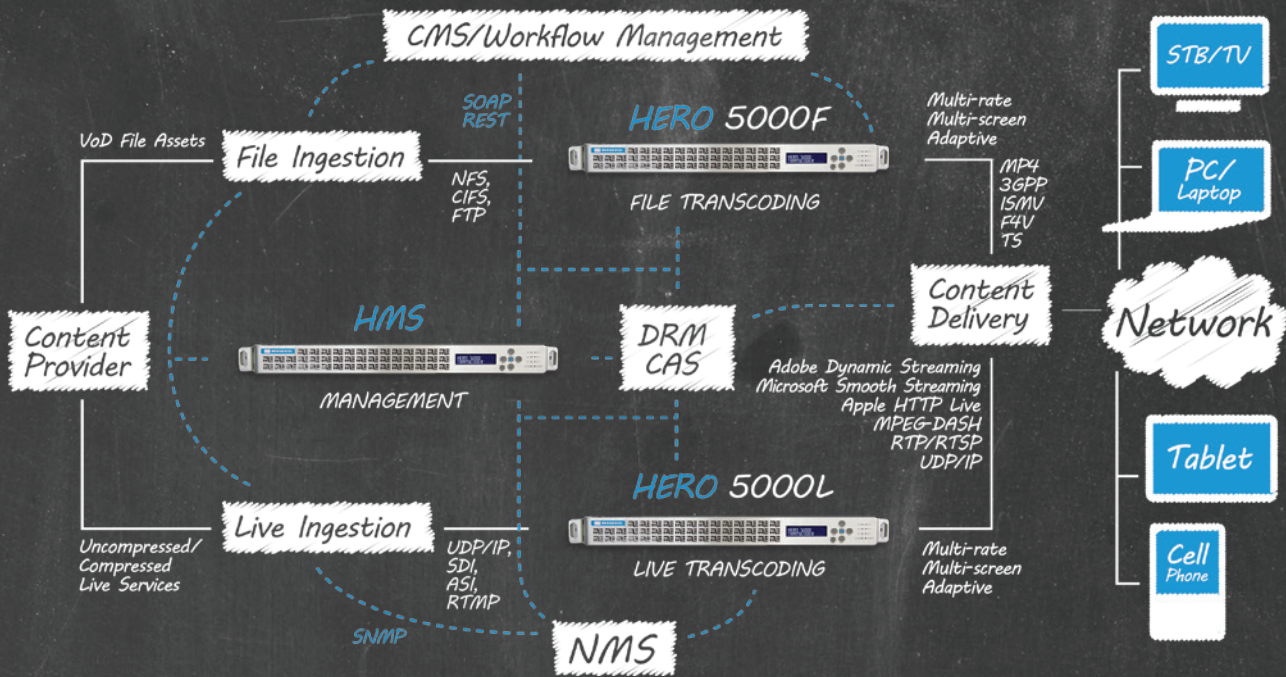 CMS/Workflow Management
SOAP
REST
HERO 5000F
Multi-rate
Multi-screen
Adaptive
STB/TV
VoD File Assets
File Ingestion
NFS,
CIFS,
FTP
FILE TRANSCODING
MP4
3GPP
ISMV
F4V
TS
PC/
Laptop
Content
Provider
HMS
MANAGEMENT
DRM
CAS
Content
Delivery
Network
Adobe Dynamic Streaming
Microsoft Smooth Streaming
Apple HTTP Live
MPEG-DASH
RTP/RTSP
UDP/IP
Tablet
HERO 5000L
Live Ingestion
Uncompressed/
Compressed
Live Services
UDP/IP,
SDI,
ASI,
RTMP
LIVE TRANSCODING
Multi-rate
Multi-screen
Adaptive
Cell
Phone
SNMP
NMS